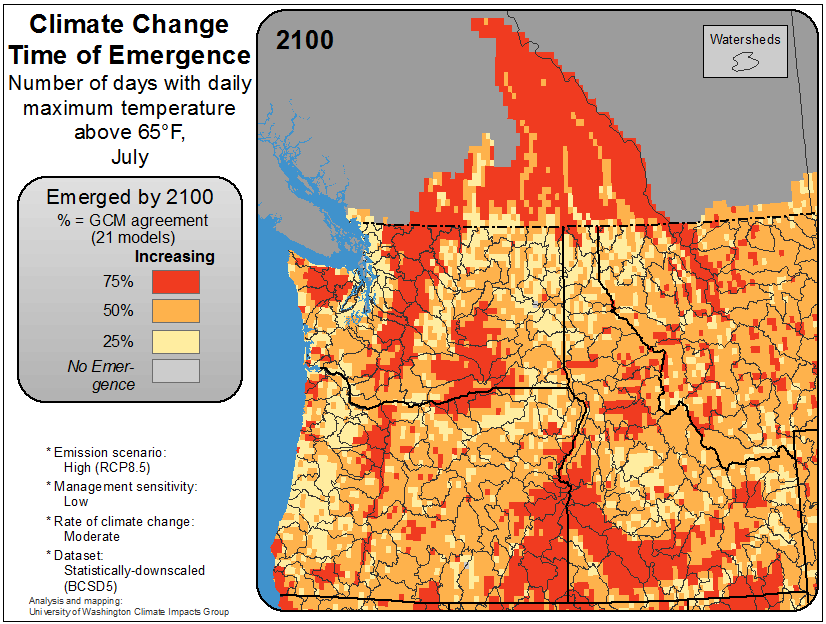 Climate Change
Time of Emergence
Number of days with daily
maximum temperature
above 65°F,
July
Emerged by 2100
% = GCM agreement
(21 models)
Increasing
75%
50%
25%
No Emer-
gence
* Emission scenario:
High (RCP8.5)
* Management sensitivity:
Low
* Rate of climate change:
Moderate
* Dataset:
Statistically-downscaled
(BCSD5)
Analysis and mapping:
University of Washington Climate Impacts Group
2100
Watersheds